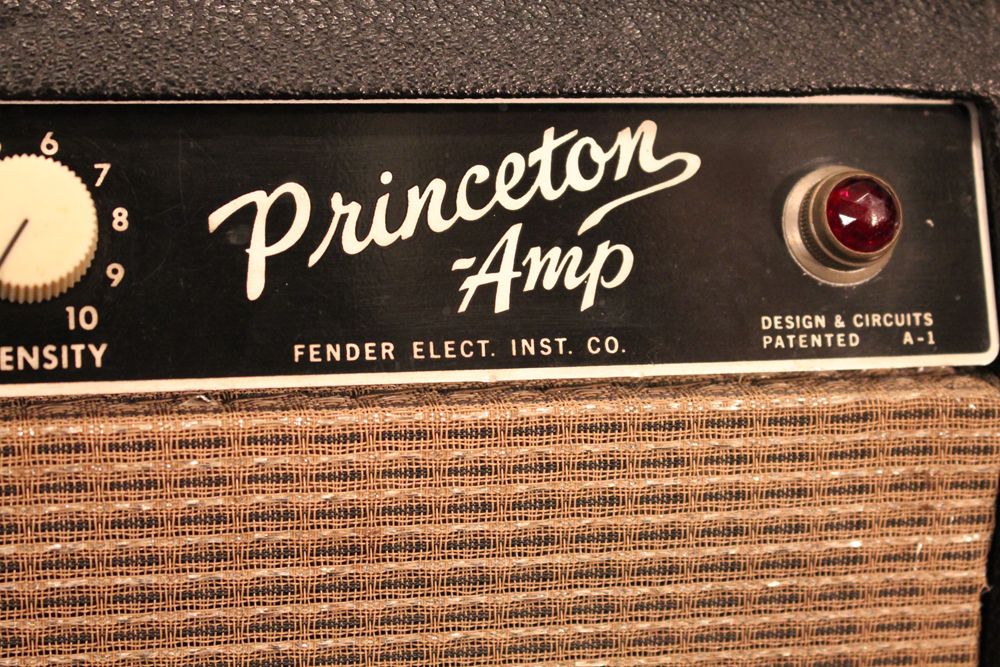 6
7
8
9
10
ENSITY
Princeton
-Amp
FENDER ELECT. INST. CO.
DESIGN & CIRCUITS
PATENTED A-1